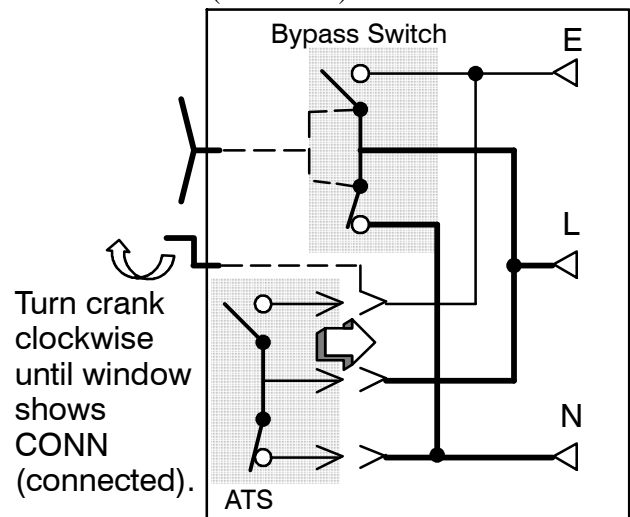 Bypass Switch
E
L
Turn crank
clockwise
until window
shows
CONN
(connected).
N
ATS